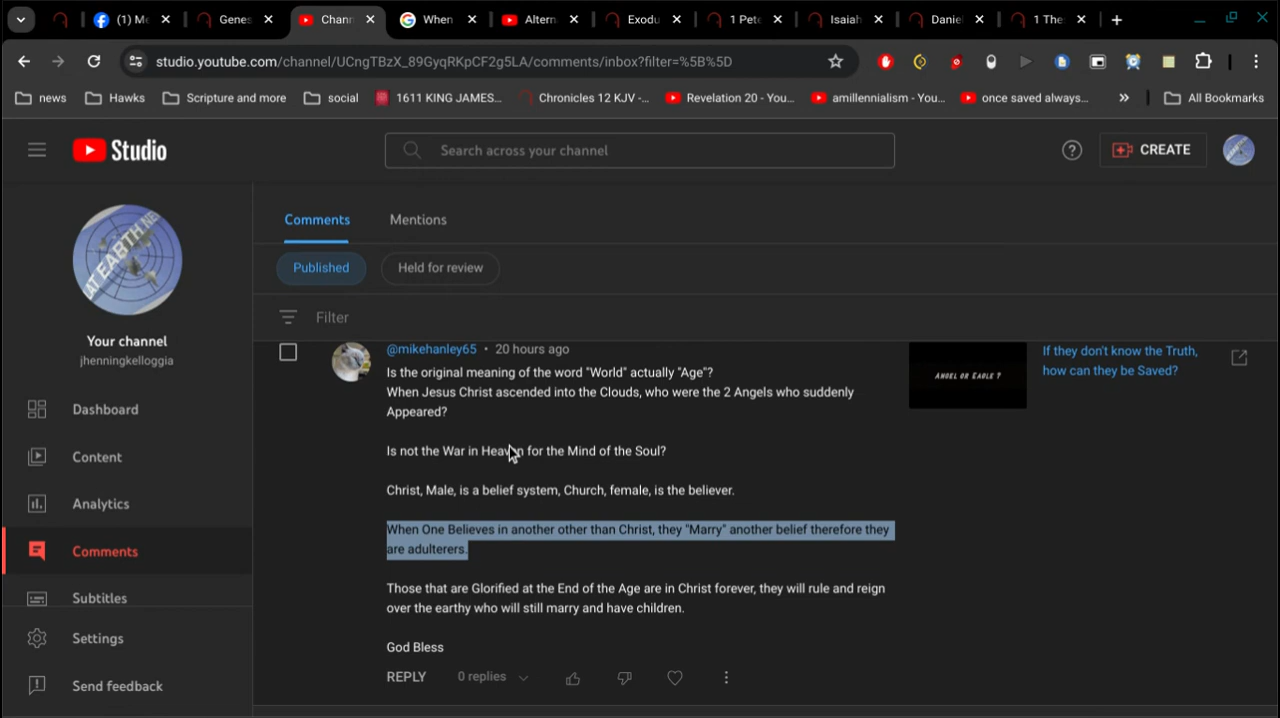 (1) Me
Genes
Chann
When
Altern
Exodu
1 Pete
Isaiah
Daniel
1 The
studio.youtube.com/channel/UCngTBzX_89GyqRKpCF2g5LA/comments/inbox?filter=%5B%5D
news
Hawks
Scripture and more
social
1611 KING JAMES...
Chronicles 12 KJV -...
Revelation 20 - You...
amillennialism - You...
once saved always...
All Bookmarks
Studio
Search across your channel
CREATE
AT EARTH NE
Your channel
jhenningkelloggia
Dashboard
Content
Analytics
Comments
Subtitles
Settings
Send feedback
Comments
Mentions
Published
Held for review
Filter
@mikehanley65 • 20 hours ago
Is the original meaning of the word "World" actually "Age"?
When Jesus Christ ascended into the Clouds, who were the 2 Angels who suddenly
Appeared?
Is not the War in Heaven for the Mind of the Soul?
Christ, Male, is a belief system, Church, female, is the believer.
When One Believes in another other than Christ, they "Marry" another belief therefore they
are adulterers.
Those that are Glorified at the End of the Age are in Christ forever, they will rule and reign
over the earthy who will still marry and have children.
God Bless
REPLY
0 replies
ANGEL OR EAGLE ?
If they don't know the Truth,
how can they be Saved?